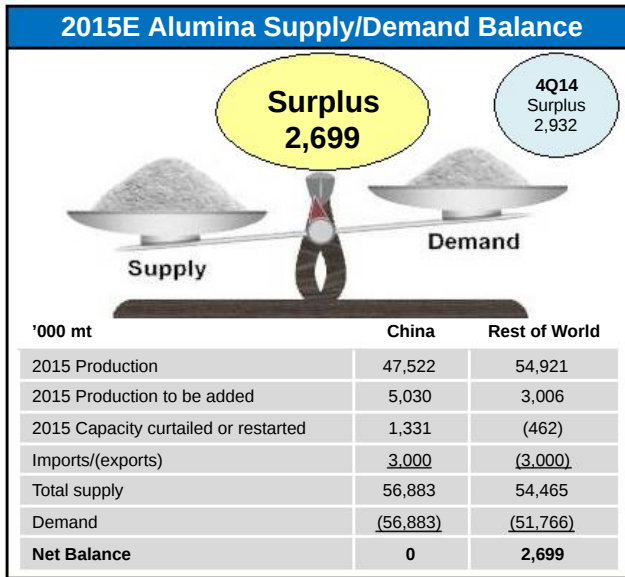 2015E Alumina Supply/Demand Balance
Surplus
2,699
4Q14
Surplus
2,932
Supply
Demand
’000 mt China Rest of World
2015 Production 47,522 54,921
2015 Production to be added 5,030 3,006
2015 Capacity curtailed or restarted 1,331 (462)
Imports/(exports) 3,000 (3,000)
Total supply 56,883 54,465
Demand (56,883) (51,766)
Net Balance 0 2,699